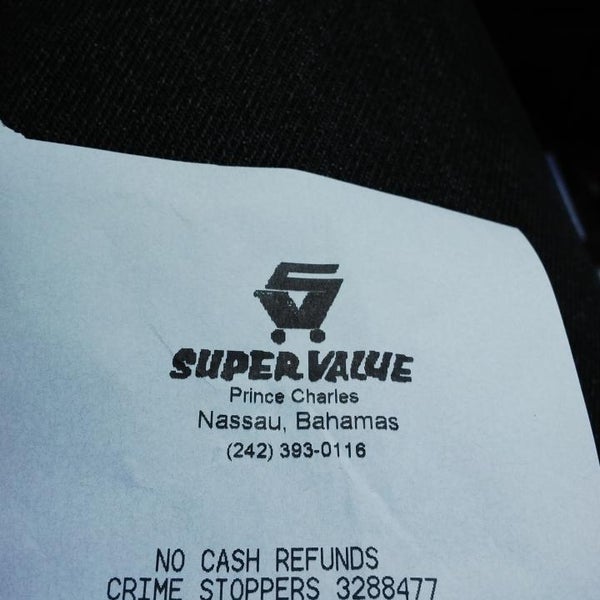 SUPER VALUE
Prince Charles
Nassau, Bahamas
(242) 393-0116
NO CASH REFUNDS
CRIME STOPPERS 3288477